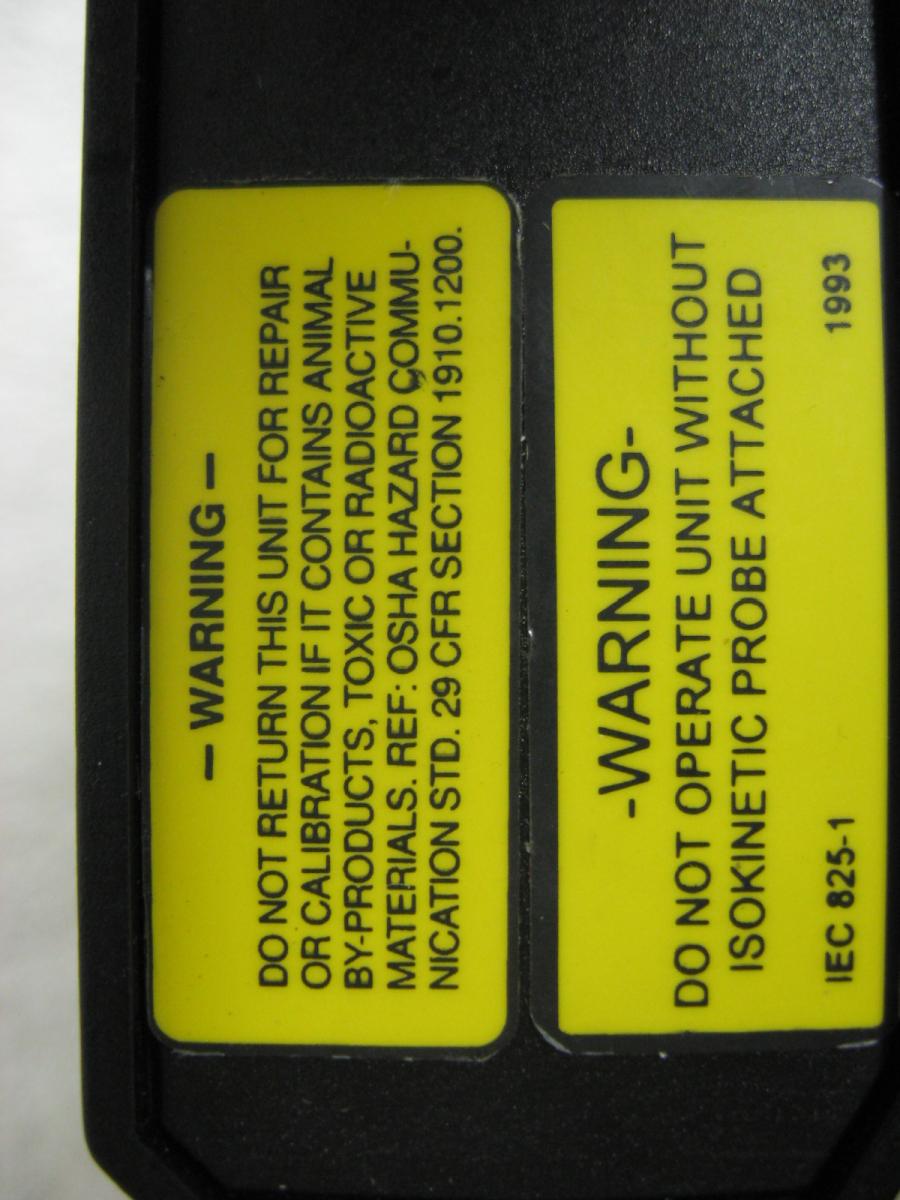 — WARNING —
DO NOT RETURN THIS UNIT FOR REPAIR
OR CALIBRATION IF IT CONTAINS ANIMAL
BY-PRODUCTS, TOXIC OR RADIOACTIVE
MATERIALS. REF: OSHA HAZARD COMMU-
NICATION STD. 29 CFR SECTION 1910.1200.
-WARNING-
DO NOT OPERATE UNIT WITHOUT
ISOKINETIC PROBE ATTACHED
IEC 825-1 1993